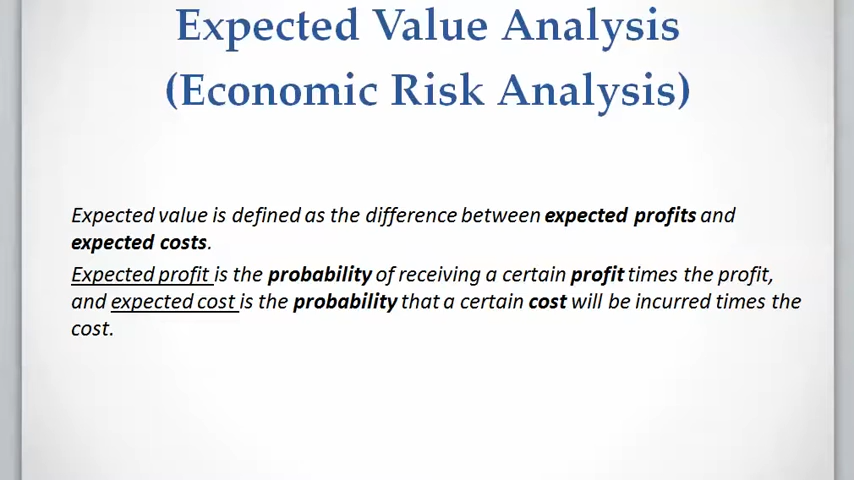 Expected Value Analysis
(Economic Risk Analysis)
Expected value is defined as the difference between expected profits and
expected costs.
Expected profit is the probability of receiving a certain profit times the profit,
and expected cost is the probability that a certain cost will be incurred times the
cost.